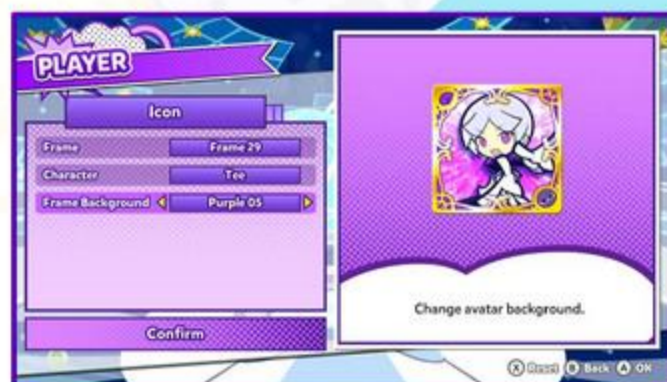 PLAYER
Icon
Frame Frame 29
Character Tee
Frame Background Purple 05
Confirm
Change avatar background.
X Reset B Back A OK